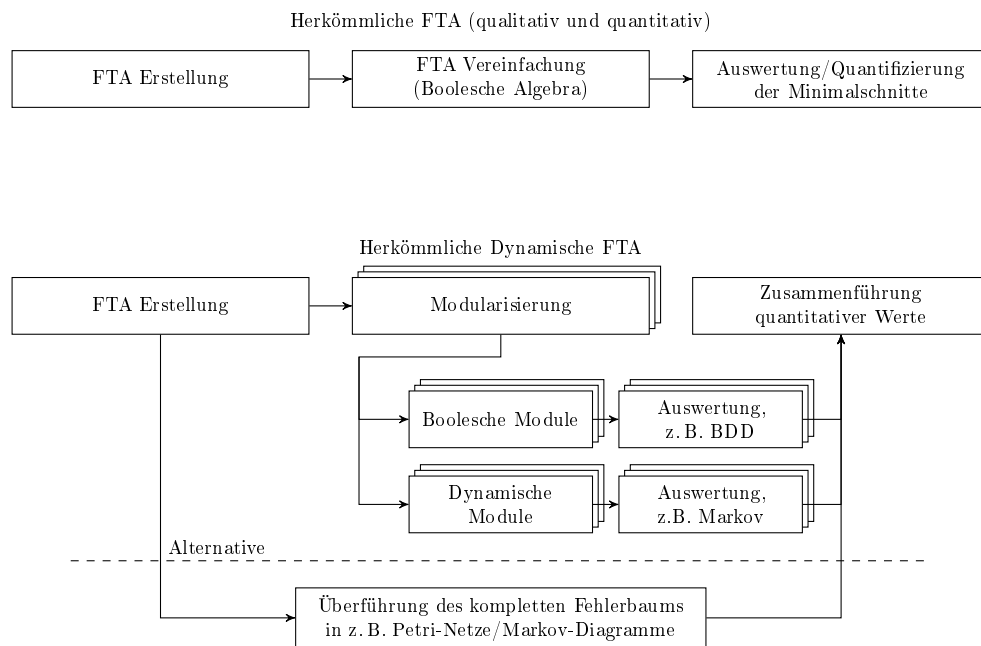 Herkömmliche FTA (qualitativ und quantitativ)
FTA Erstellung
FTA Vereinfachung
(Boolesche Algebra)
Auswertung/Quantifizierung
der Minimalschnitte
Herkömmliche Dynamische FTA
FTA Erstellung
Modularisierung
Zusammenführung
quantitativer Werte
Boolesche Module
Auswertung,
z. B. BDD
Dynamische
Module
Auswertung,
z.B. Markov
Alternative
Überführung des kompletten Fehlerbaums
in z. B. Petri-Netze/Markov-Diagramme